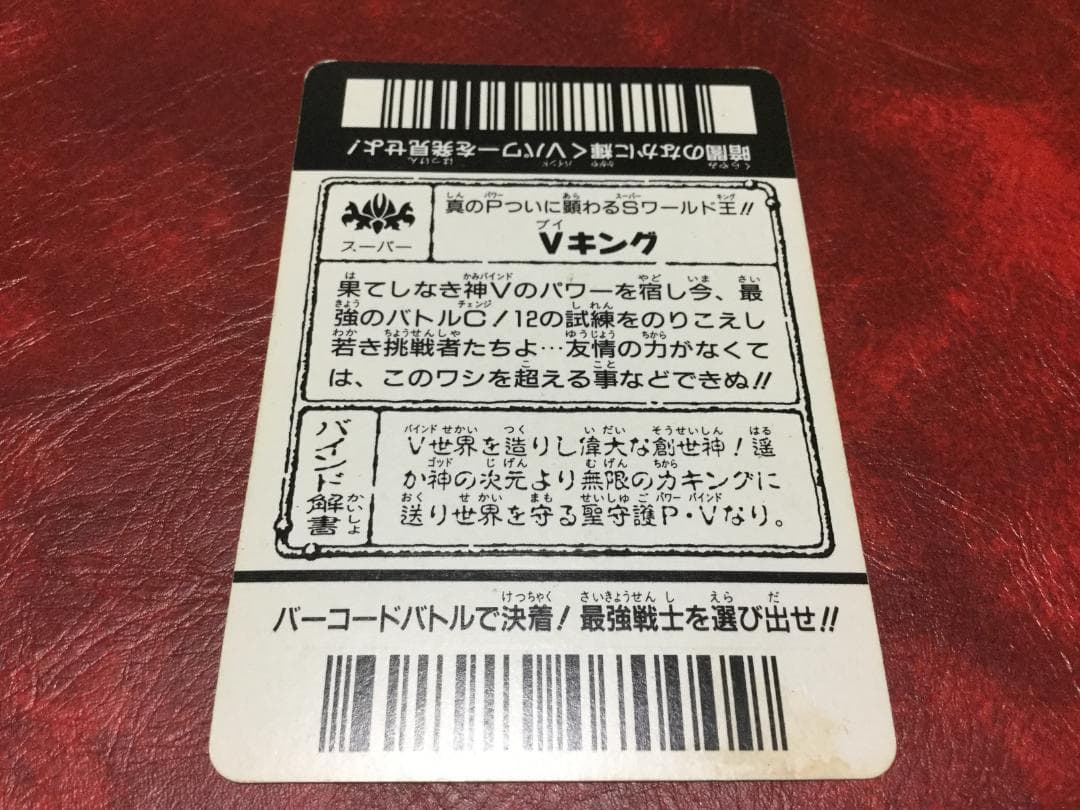 暗闇のなかに輝くVパワーを発見せよ!
真のPついに顕わるSワールド王!!
スーパー
Vキング
果てしなき神Vのパワーを宿し今、最
強のバトルC!12の試練をのりこえし
若き挑戦者たちよ…友情の力がなくて
は、このワシを超える事などできぬ!!
バインド解書
V世界を造りし偉大な創世神!遥
か神の次元より無限の力キングに
送り世界を守る聖守護P・Vなり。
バーコードバトルで決着!最強戦士を選び出せ!!